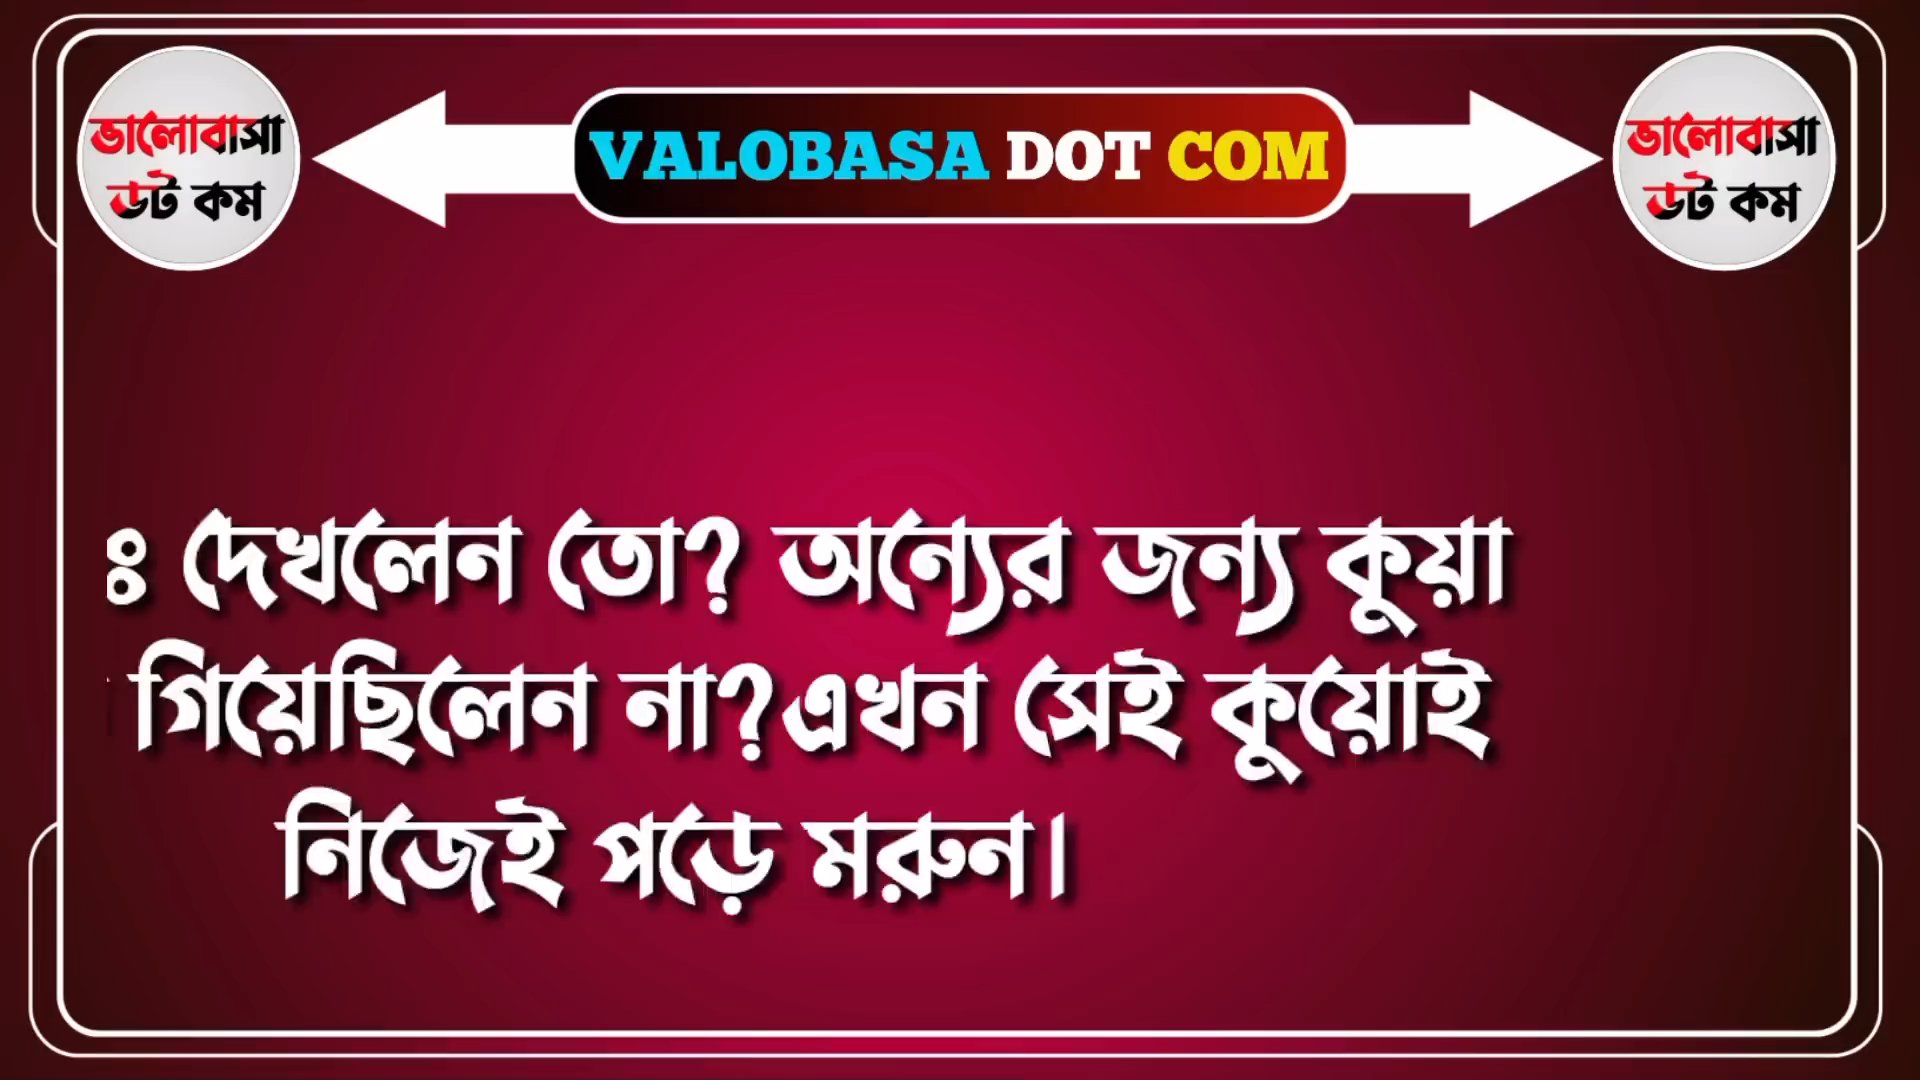 ভালোবাসা
ডট কম
VALOBASA DOT COM
ভালোবাসা
ডট কম
ঃ দেখলেন তো? অন্যের জন্য কুয়া
গিয়েছিলেন না?এখন সেই কুয়োই
নিজেই পড়ে মরুন।